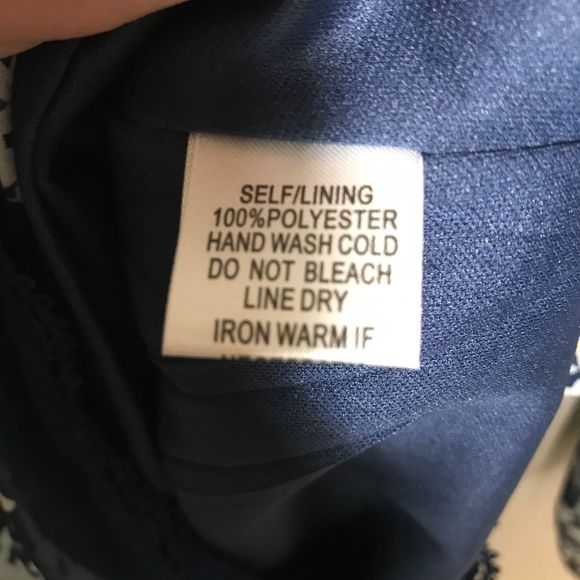 SELF/LINING
100%POLYESTER
HAND WASH COLD
DO NOT BLEACH
LINE DRY
IRON WARM IF